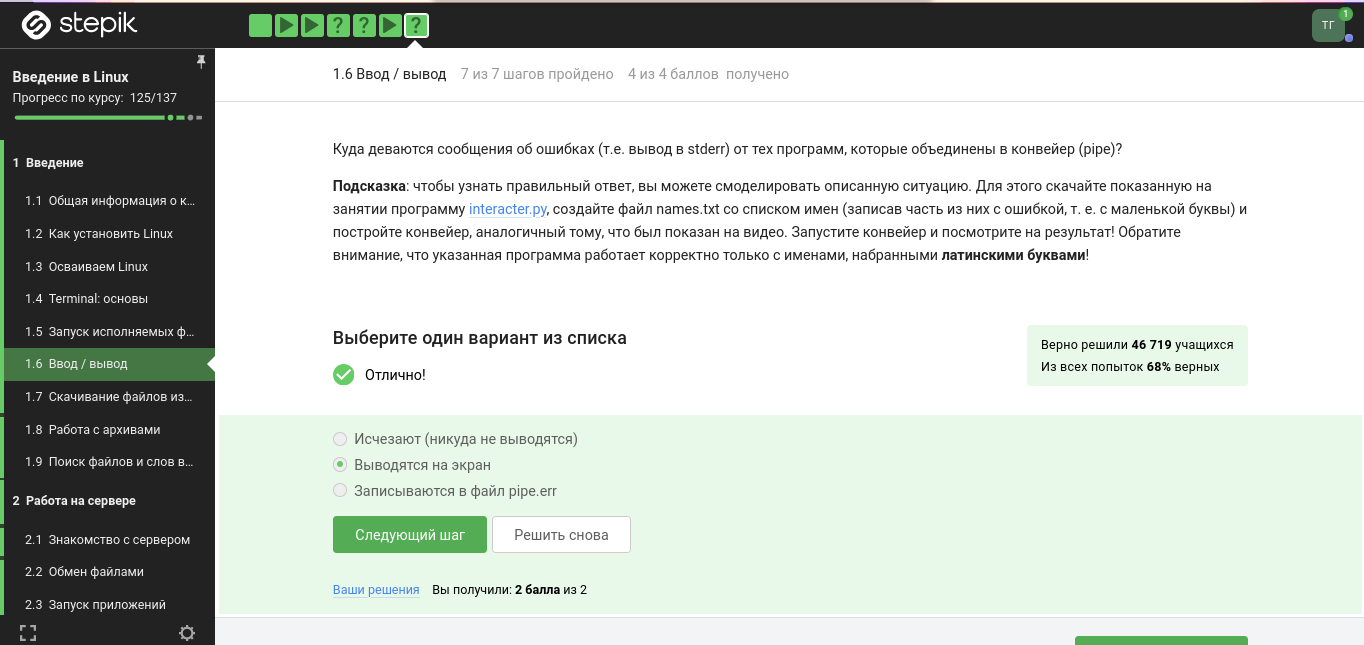 stepik
? ? ?
ТГ
1
Введение в Linux
Прогресс по курсу: 125/137
1 Введение
1.1 Общая информация о к...
1.2 Как установить Linux
1.3 Осваиваем Linux
1.4 Terminal: основы
1.5 Запуск исполняемых ф...
1.6 Ввод / вывод
1.7 Скачивание файлов из...
1.8 Работа с архивами
1.9 Поиск файлов и слов в...
2 Работа на сервере
2.1 Знакомство с сервером
2.2 Обмен файлами
2.3 Запуск приложений
1.6 Ввод / вывод 7 из 7 шагов пройдено 4 из 4 баллов получено
Куда деваются сообщения об ошибках (т.е. вывод в stderr) от тех программ, которые объединены в конвейер (pipe)?
Подсказка: чтобы узнать правильный ответ, вы можете смоделировать описанную ситуацию. Для этого скачайте показанную на
занятии программу interacter.py, создайте файл names.txt со списком имен (записав часть из них с ошибкой, т. е. с маленькой буквы) и
постройте конвейер, аналогичный тому, что был показан на видео. Запустите конвейер и посмотрите на результат! Обратите
внимание, что указанная программа работает корректно только с именами, набранными латинскими буквами!
Выберите один вариант из списка
Отлично!
Верно решили 46 719 учащихся
Из всех попыток 68% верных
Исчезают (никуда не выводятся)
Выводятся на экран
Записываются в файл pipe.err
Следующий шаг
Решить снова
Ваши решения Вы получили: 2 балла из 2